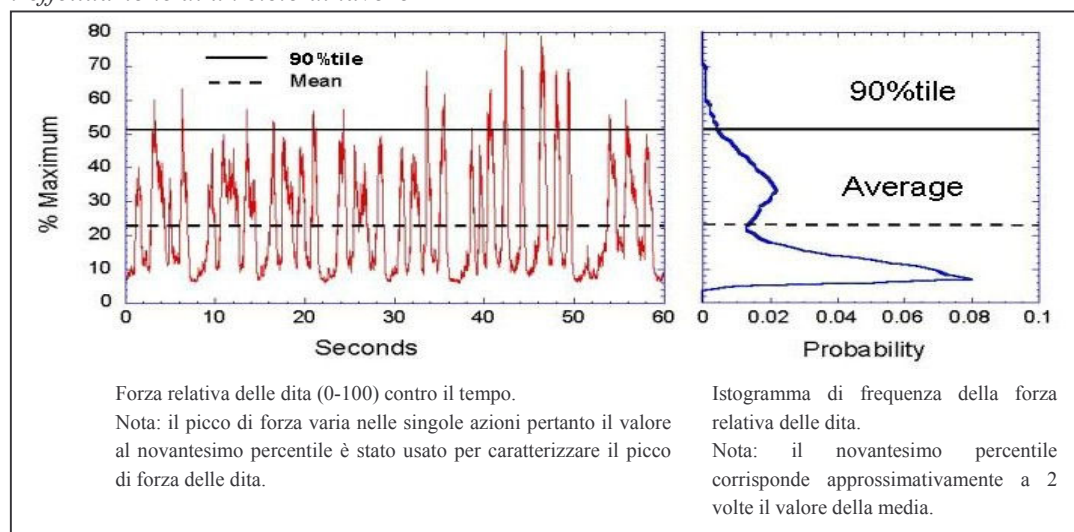 80
70
60
50
40
30
20
10
0
% Maximum
90%tile
Mean
0
10
20
30
40
50
60
Seconds
90%tile
Average
0
0.02
0.04
0.06
0.08
0.1
Probability
Forza relativa delle dita (0-100) contro il tempo.
Nota: il picco di forza varia nelle singole azioni pertanto il valore
al novantesimo percentile è stato usato per caratterizzare il picco
di forza delle dita.
Istogramma di frequenza della forza
relativa delle dita.
Nota: il novantesimo percentile
corrisponde approssimativamente a 2
volte il valore della media.